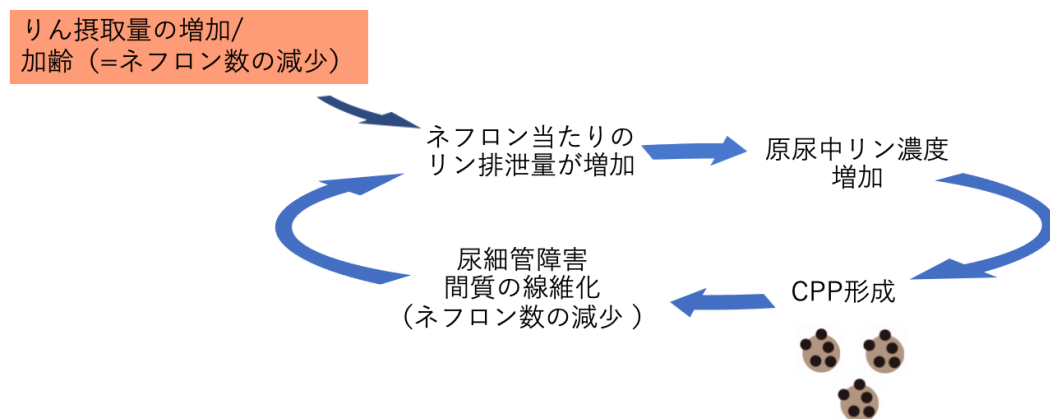 りん摂取量の増加/
加齢（=ネフロン数の減少）
ネフロン当たりの
リン排泄量が増加
原尿中リン濃度
増加
尿細管障害
間質の線維化
（ネフロン数の減少 ）
CPP形成